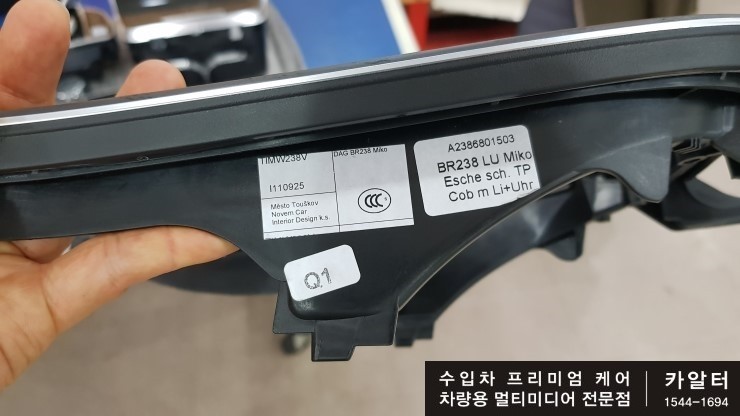 TIMW238V
DAG BR238 Miko
I110925
Město Touškov
Novem Car
Interior Design k.s
CCC
A2386801503
BR238 LU Miko
Esche sch. TP
Cob m Li+Uhr
Q1
수입차 프리미엄 케어
차량용 멀티미디어 전문점
카알터
1544-1694